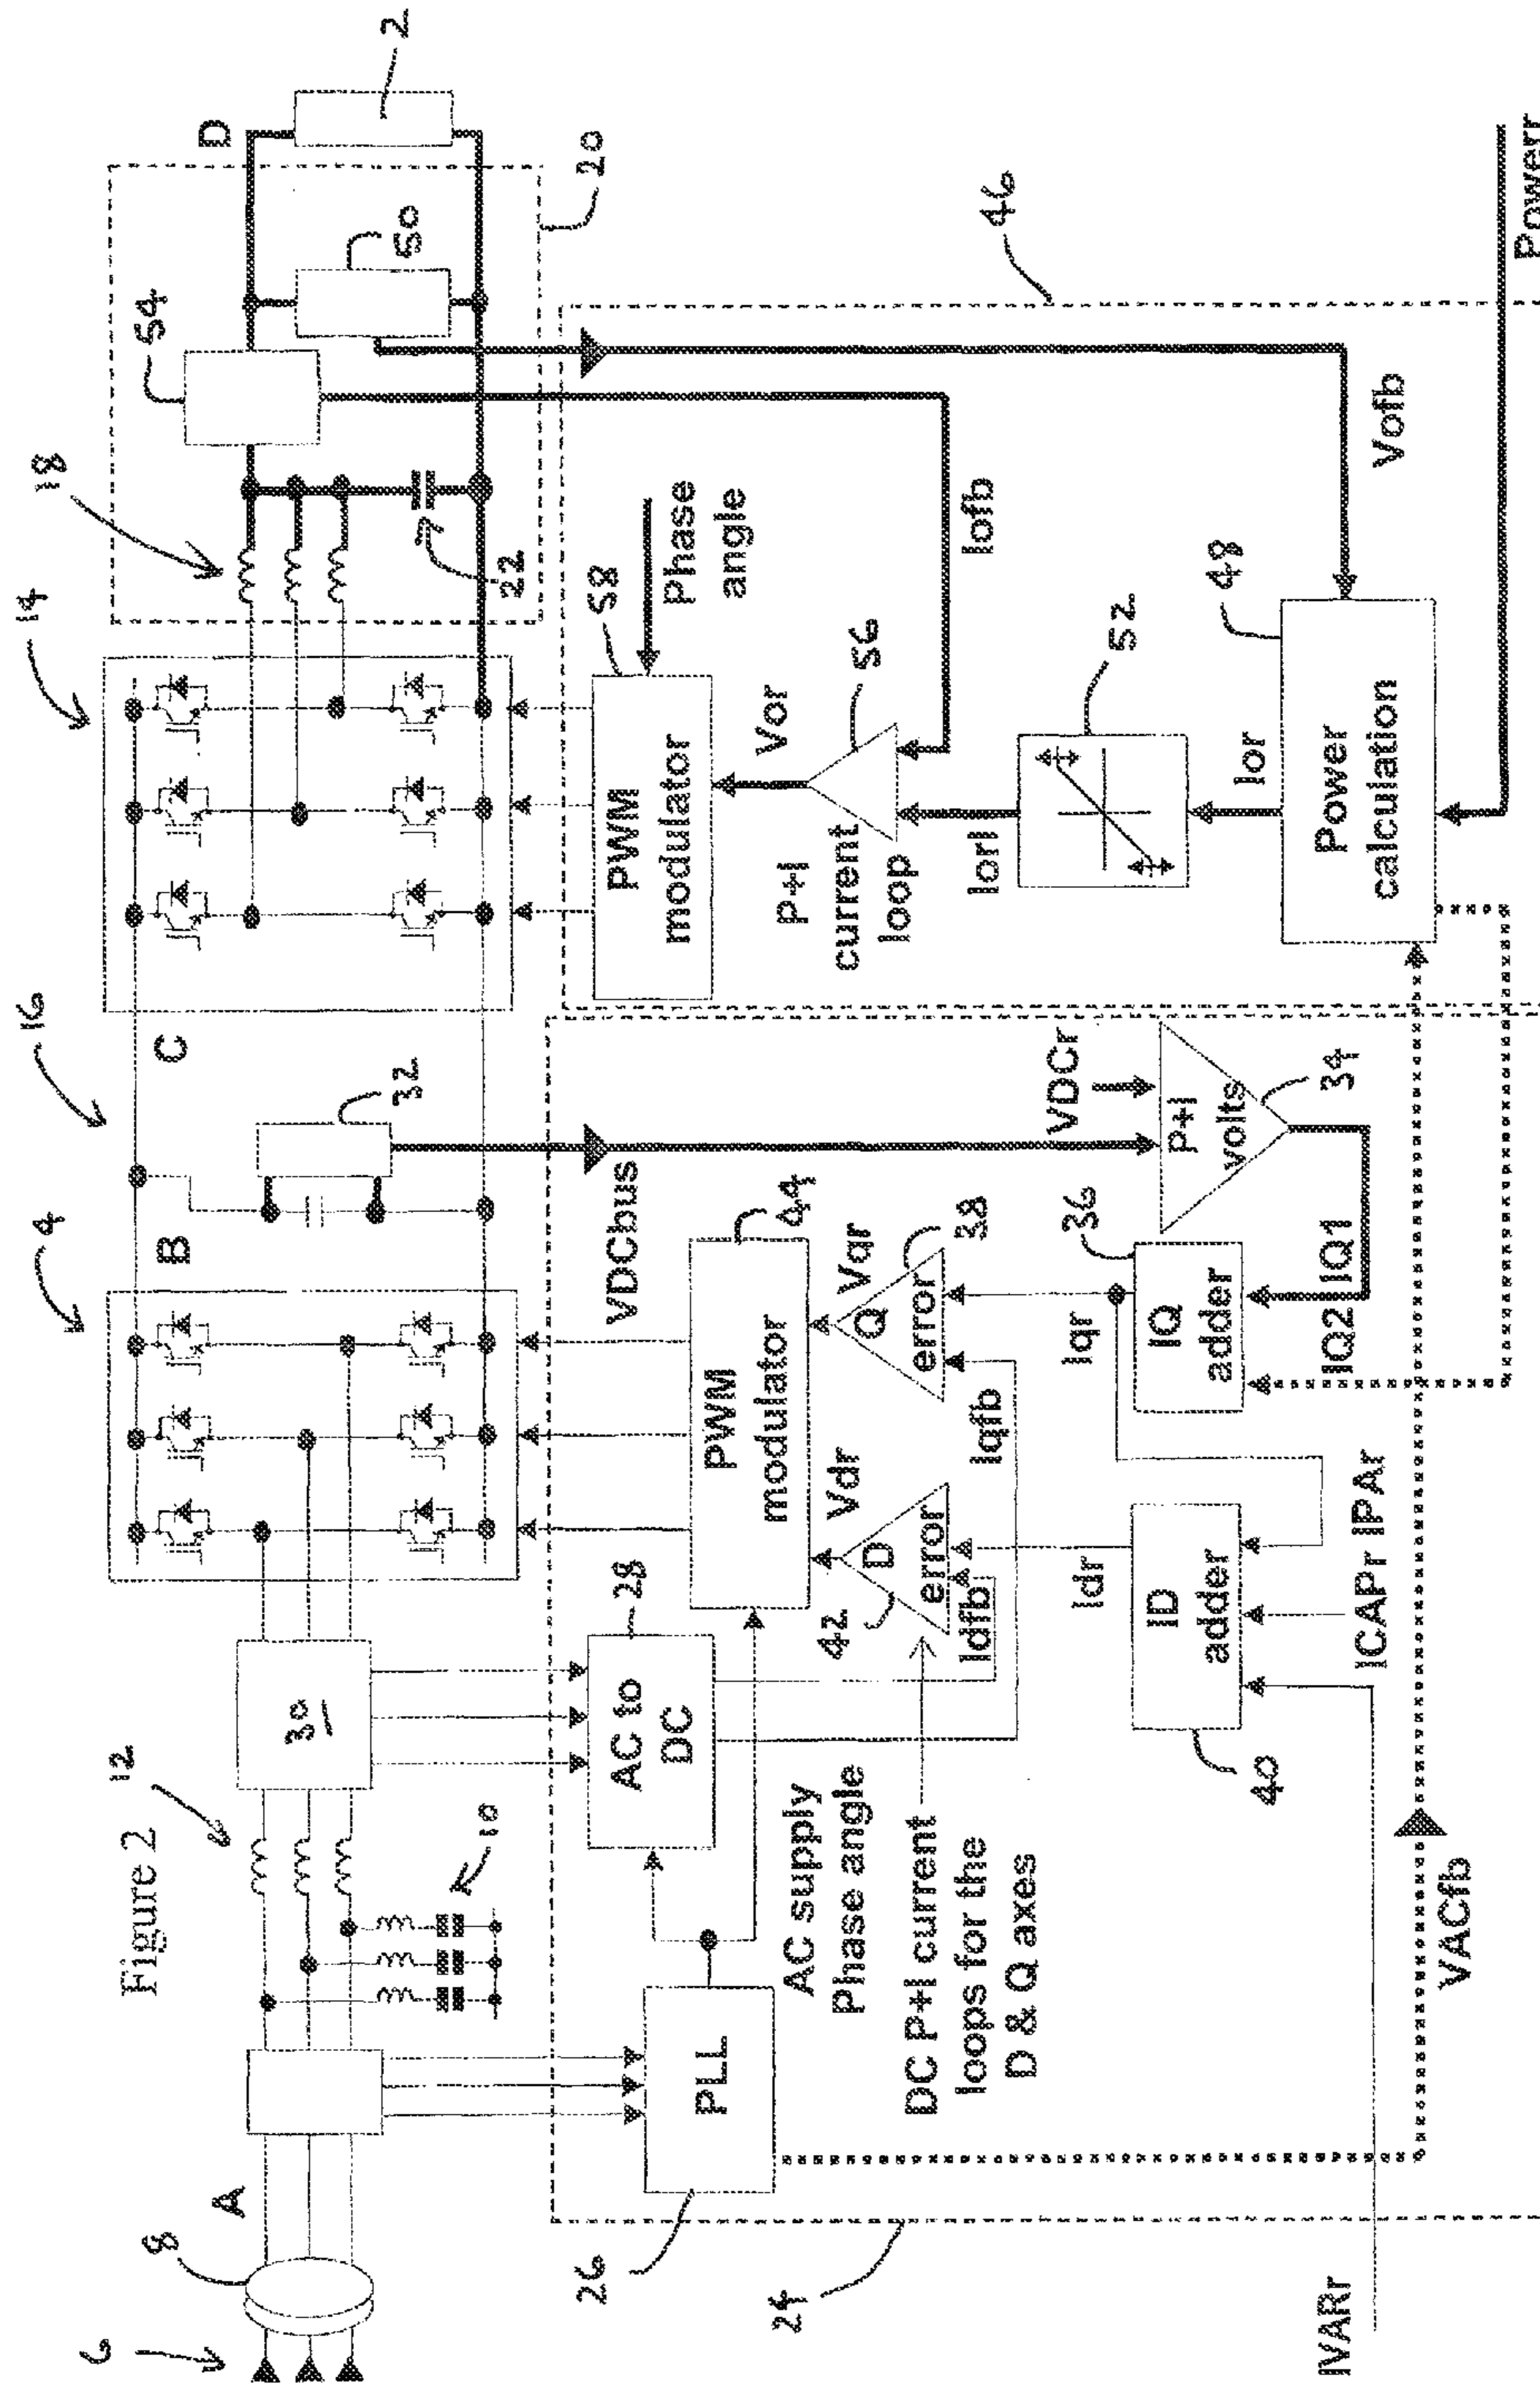 Figure 2
6
8
A
12
10
30
4
B
16
32
C
14
18
22
54
50
D
2
20
26
PLL
24
AC to
DC
28
AC supply
Phase angle
DC P+I current
loops for the
D & Q axes
PWM
modulator
44
VDCbus
Vdr
Vqr
D
error
42
Q
error
38
Idfb
Iqfb
Idr
Iqr
ID
adder
40
IQ
adder
36
VDCr
P+I
volts
34
IQ2 IQ1
ICAPr IPAr
IVARr
VACfb
PWM
modulator
58
Phase
angle
Vor
56
P+I
current
loop
Iofb
Iorl
52
Ior
Power
calculation
48
Vofb
46
Powerr